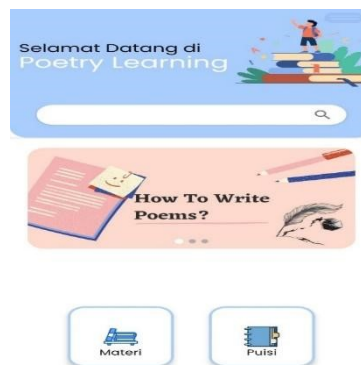 Selamat Datang di
Poetry Learning
How To Write
Poems?
Materi
Puisi